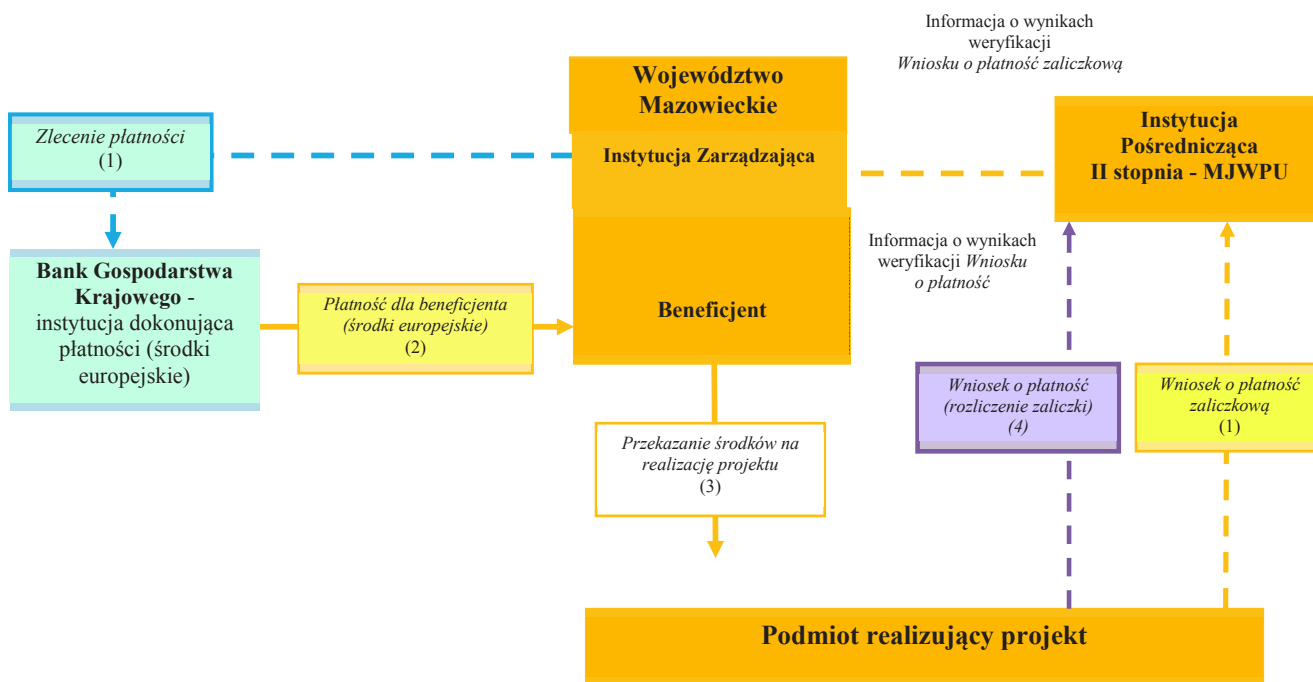 Informacja o wynikach
weryfikacji
Wniosku o płatność zaliczkową
Województwo
Mazowieckie
Instytucja Zarządzająca
Zlecenie płatności
(1)
Instytucja
Pośrednicząca
II stopnia - MJWPU
Bank Gospodarstwa
Krajowego -
instytucja dokonująca
płatności (środki
europejskie)
Płatność dla beneficjenta
(środki europejskie)
(2)
Beneficjent
Informacja o wynikach
weryfikacji Wniosku
o płatność
Wniosek o płatność
(rozliczenie zaliczki)
(4)
Wniosek o płatność
zaliczkową
(1)
Przekazanie środków na
realizację projektu
(3)
Podmiot realizujący projekt